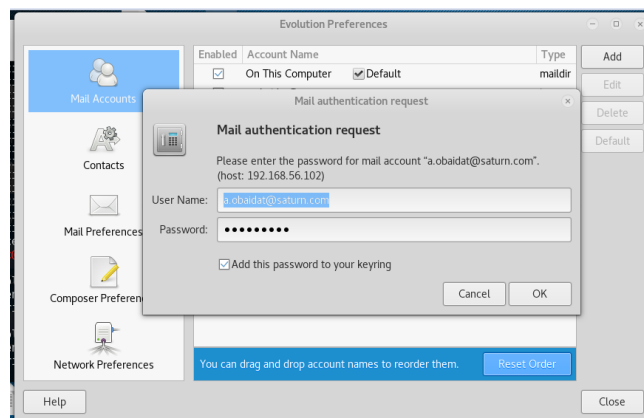 Evolution Preferences
Enabled Account Name Type
On This Computer Default maildir
Add
Edit
Delete
Default
Mail Accounts
Contacts
Mail Preferences
Composer Preferen
Network Preferences
Mail authentication request
Mail authentication request
Please enter the password for mail account "a.obaidat@saturn.com".
(host: 192.168.56.102)
User Name: a.obaidat@saturn.com
Password: •••••••••
Add this password to your keyring
Cancel OK
You can drag and drop account names to reorder them. Reset Order
Help Close